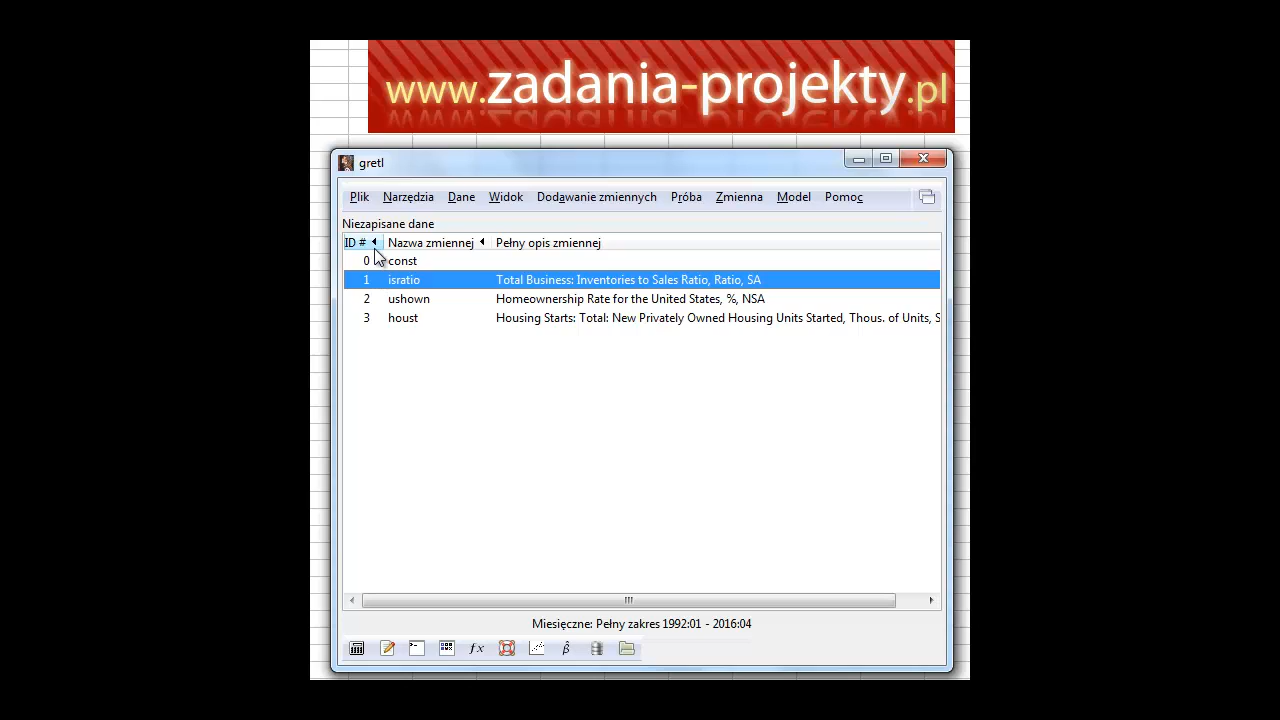 www.zadania-projekty.pl
gretl
Plik Narzędzia Dane Widok Dodawanie zmiennych Próba Zmienna Model Pomoc
Niezapisane dane
ID # Nazwa zmiennej Pełny opis zmiennej
0 const
1 isratio Total Business: Inventories to Sales Ratio, Ratio, SA
2 ushown Homeownership Rate for the United States, %, NSA
3 houst Housing Starts: Total: New Privately Owned Housing Units Started, Thous. of Units, S
Miesięczne: Pełny zakres 1992:01 - 2016:04
fx β̂